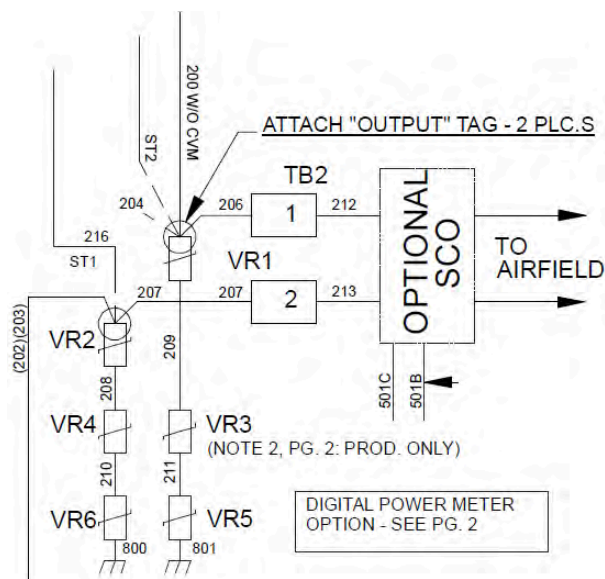 200 W/O CVM
ATTACH "OUTPUT" TAG - 2 PLC.S
ST2
204
206
TB2
1
212
216
ST1
VR1
207
207
2
213
OPTIONAL
SCO
TO
AIRFIELD
(202)(203)
VR2
209
208
501C
501B
VR4
VR3
(NOTE 2, PG. 2: PROD. ONLY)
210
211
VR6
VR5
DIGITAL POWER METER
OPTION - SEE PG. 2
800
801